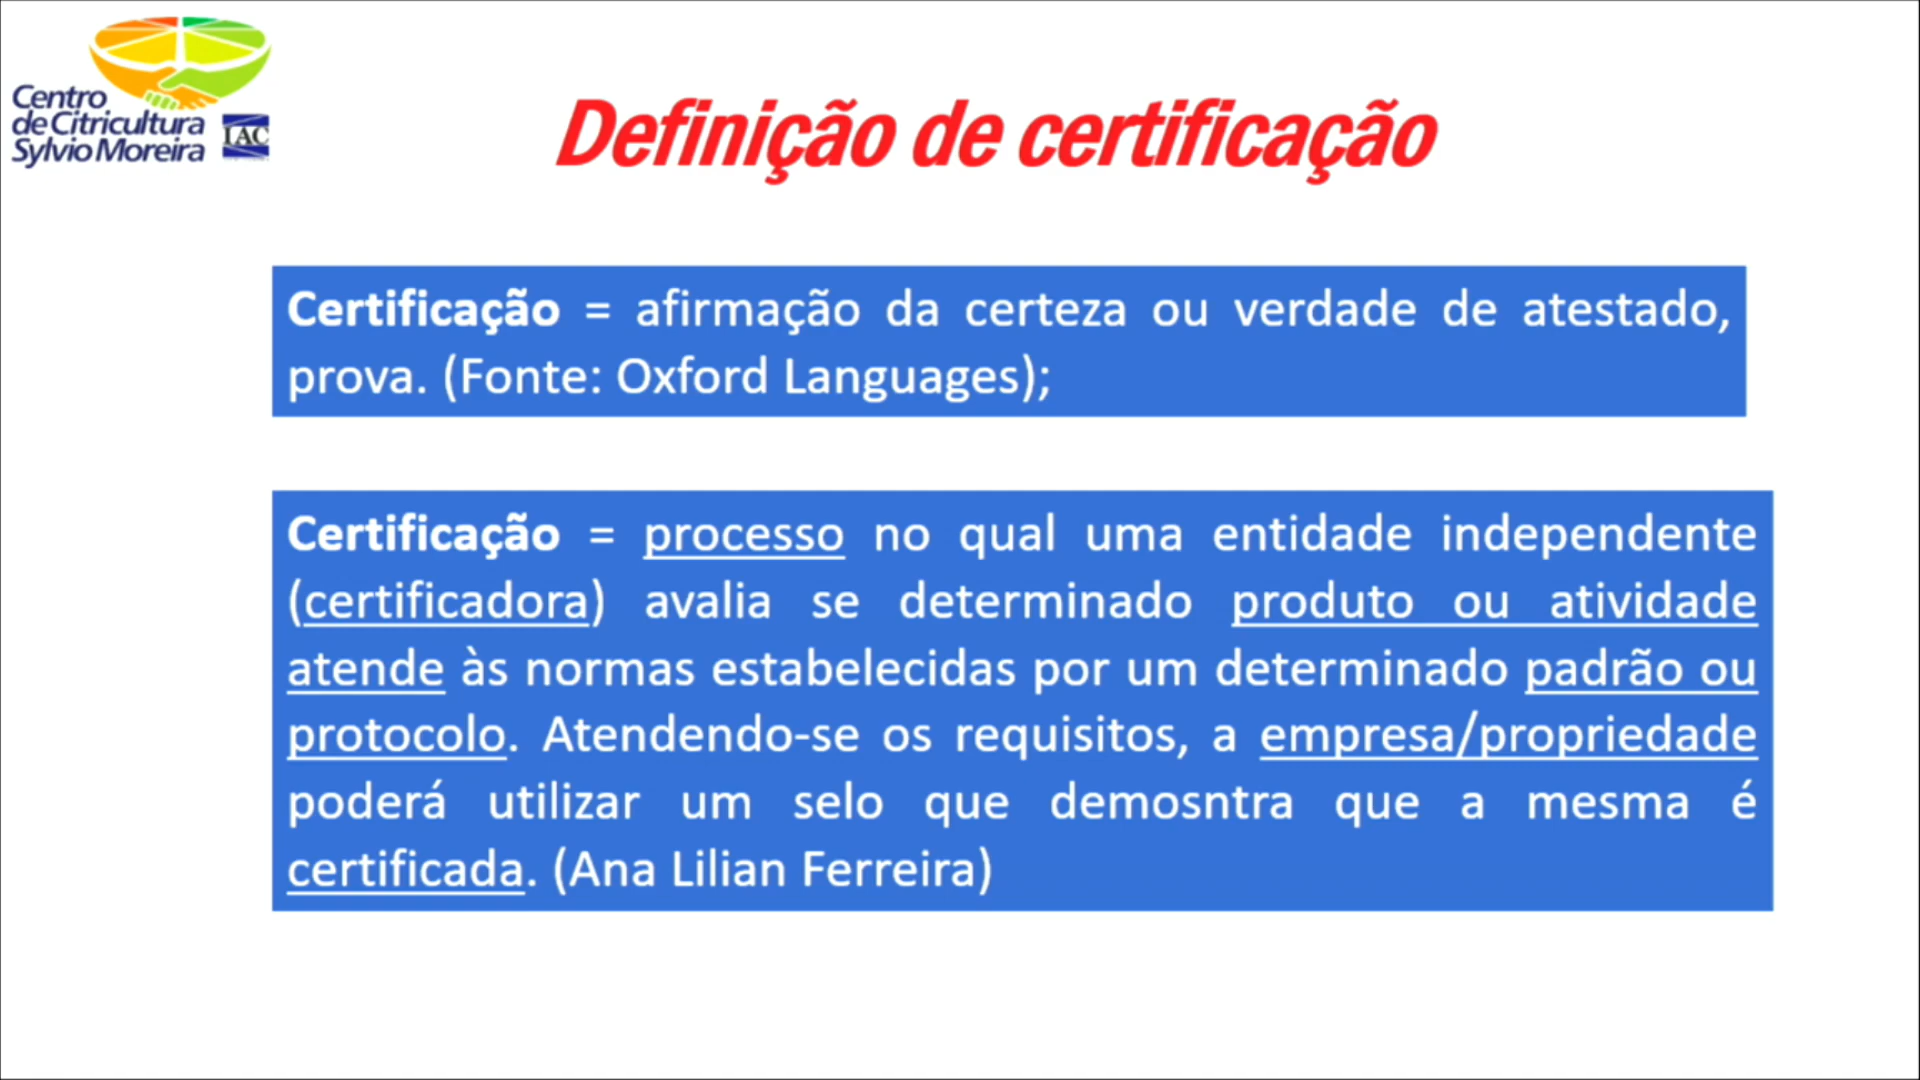 Centro
de Citricultura
Sylvio Moreira
IAC
Definição de certificação
Certificação = afirmação da certeza ou verdade de atestado,
prova. (Fonte: Oxford Languages);
Certificação = processo no qual uma entidade independente
(certificadora) avalia se determinado produto ou atividade
atende às normas estabelecidas por um determinado padrão ou
protocolo. Atendendo-se os requisitos, a empresa/propriedade
poderá utilizar um selo que demosntra que a mesma é
certificada. (Ana Lilian Ferreira)